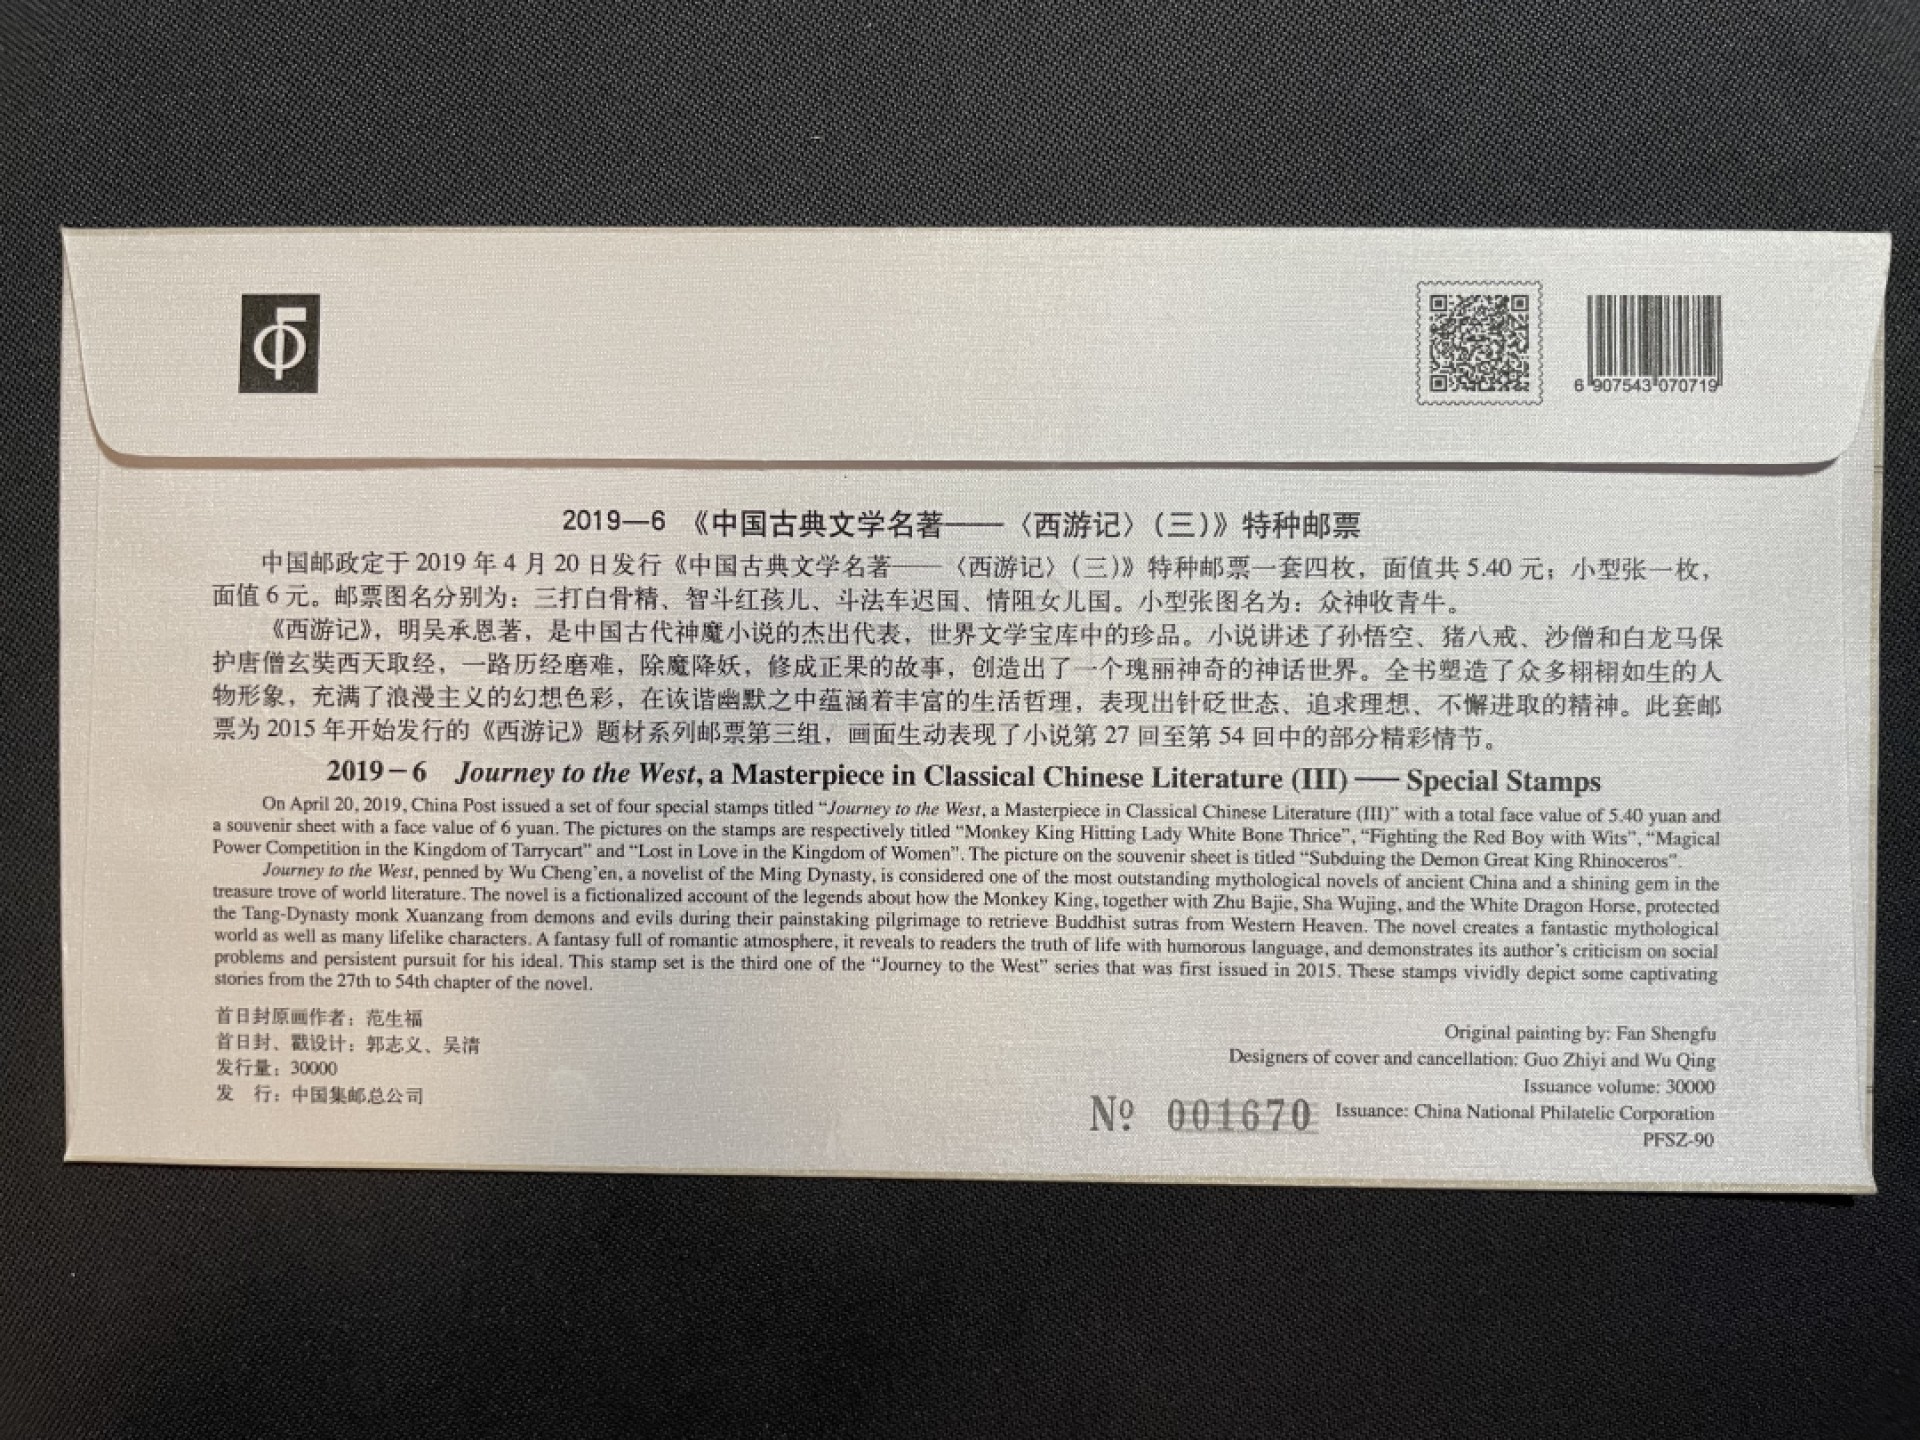 6 907543 070719
2019—6 《中国古典文学名著——〈西游记〉(三)》特种邮票
中国邮政定于 2019 年 4 月 20 日发行《中国古典文学名著——〈西游记〉(三)》特种邮票一套四枚，面值共 5.40 元；小型张一枚，
面值 6 元。邮票图名分别为：三打白骨精、智斗红孩儿、斗法车迟国、情阻女儿国。小型张图名为：众神收青牛。
《西游记》，明吴承恩著，是中国古代神魔小说的杰出代表，世界文学宝库中的珍品。小说讲述了孙悟空、猪八戒、沙僧和白龙马保
护唐僧玄奘西天取经，一路历经磨难，除魔降妖，修成正果的故事，创造出了一个瑰丽神奇的神话世界。全书塑造了众多栩栩如生的人
物形象，充满了浪漫主义的幻想色彩，在诙谐幽默之中蕴涵着丰富的生活哲理，表现出针砭世态、追求理想、不懈进取的精神。此套邮
票为 2015 年开始发行的《西游记》题材系列邮票第三组，画面生动表现了小说第 27 回至第 54 回中的部分精彩情节。
2019－6 Journey to the West, a Masterpiece in Classical Chinese Literature (III) — Special Stamps
On April 20, 2019, China Post issued a set of four special stamps titled “Journey to the West, a Masterpiece in Classical Chinese Literature (III)” with a total face value of 5.40 yuan and
a souvenir sheet with a face value of 6 yuan. The pictures on the stamps are respectively titled “Monkey King Hitting Lady White Bone Thrice”, “Fighting the Red Boy with Wits”, “Magical
Power Competition in the Kingdom of Tarrycart” and “Lost in Love in the Kingdom of Women”. The picture on the souvenir sheet is titled “Subduing the Demon Great King Rhinoceros”.
Journey to the West, penned by Wu Cheng’en, a novelist of the Ming Dynasty, is considered one of the most outstanding mythological novels of ancient China and a shining gem in the
treasure trove of world literature. The novel is a fictionalized account of the legends about how the Monkey King, together with Zhu Bajie, Sha Wujing, and the White Dragon Horse, protected
the Tang-Dynasty monk Xuanzang from demons and evils during their painstaking pilgrimage to retrieve Buddhist sutras from Western Heaven. The novel creates a fantastic mythological
world as well as many lifelike characters. A fantasy full of romantic atmosphere, it reveals to readers the truth of life with humorous language, and demonstrates its author’s criticism on social
problems and persistent pursuit for his ideal. This stamp set is the third one of the “Journey to the West” series that was first issued in 2015. These stamps vividly depict some captivating
stories from the 27th to 54th chapter of the novel.
首日封原画作者：范生福
首日封、戳设计：郭志义、吴清
发行量：30000
发 行：中国集邮总公司
Original painting by: Fan Shengfu
Designers of cover and cancellation: Guo Zhiyi and Wu Qing
Issuance volume: 30000
Issuance: China National Philatelic Corporation
PFSZ-90
№ 001670